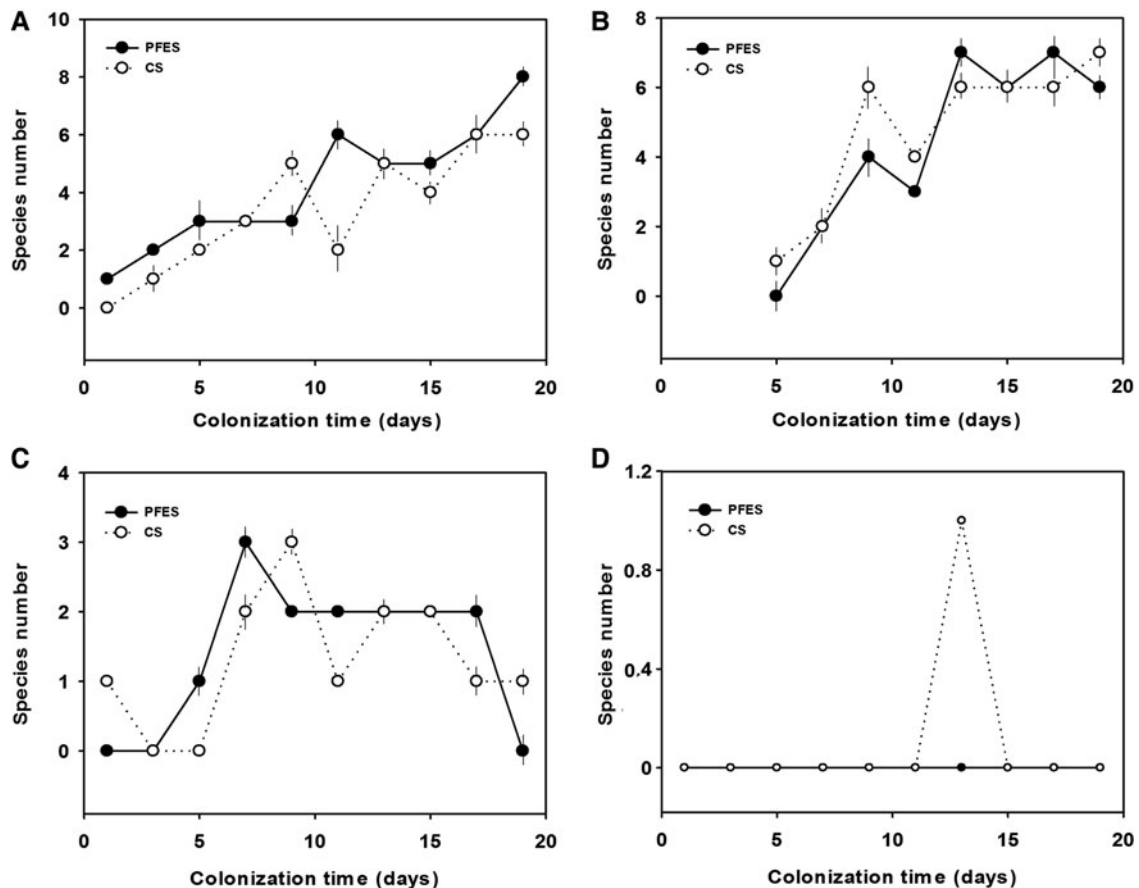 A
10
8
6
4
2
0
Species number
PFES
CS
0 5 10 15 20
Colonization time (days)
B
8
6
4
2
0
Species number
PFES
CS
0 5 10 15 20
Colonization time (days)
C
4
3
2
1
0
Species number
PFES
CS
0 5 10 15 20
Colonization time (days)
D
1.2
0.8
0.4
0
Species number
PFES
CS
0 5 10 15 20
Colonization time (days)